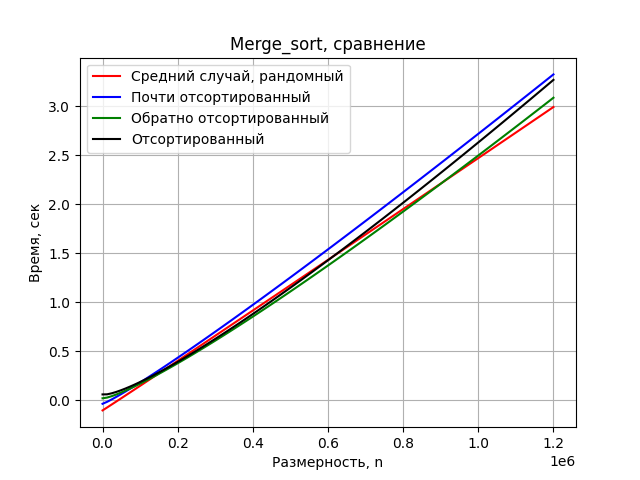 Merge_sort, сравнение
Средний случай, рандомный
Почти отсортированный
Обратно отсортированный
Отсортированный
Время, сек
3.0
2.5
2.0
1.5
1.0
0.5
0.0
0.0 0.2 0.4 0.6 0.8 1.0 1.2
1e6
Размерность, n